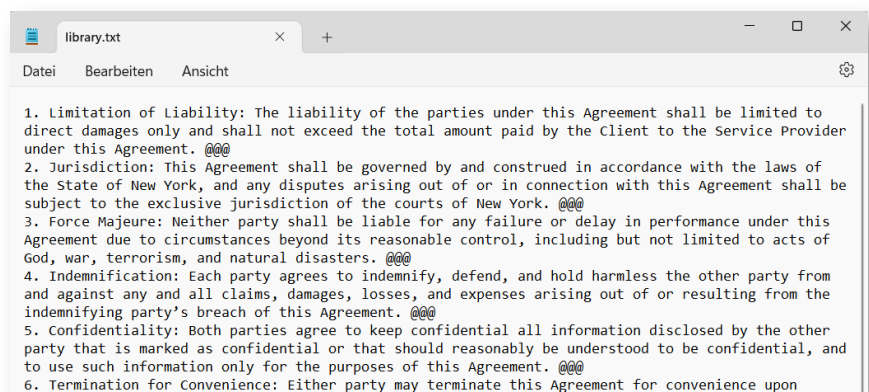 library.txt
Datei Bearbeiten Ansicht
1. Limitation of Liability: The liability of the parties under this Agreement shall be limited to
direct damages only and shall not exceed the total amount paid by the Client to the Service Provider
under this Agreement. @@@
2. Jurisdiction: This Agreement shall be governed by and construed in accordance with the laws of
the State of New York, and any disputes arising out of or in connection with this Agreement shall be
subject to the exclusive jurisdiction of the courts of New York. @@@
3. Force Majeure: Neither party shall be liable for any failure or delay in performance under this
Agreement due to circumstances beyond its reasonable control, including but not limited to acts of
God, war, terrorism, and natural disasters. @@@
4. Indemnification: Each party agrees to indemnify, defend, and hold harmless the other party from
and against any and all claims, damages, losses, and expenses arising out of or resulting from the
indemnifying party’s breach of this Agreement. @@@
5. Confidentiality: Both parties agree to keep confidential all information disclosed by the other
party that is marked as confidential or that should reasonably be understood to be confidential, and
to use such information only for the purposes of this Agreement. @@@
6. Termination for Convenience: Either party may terminate this Agreement for convenience upon